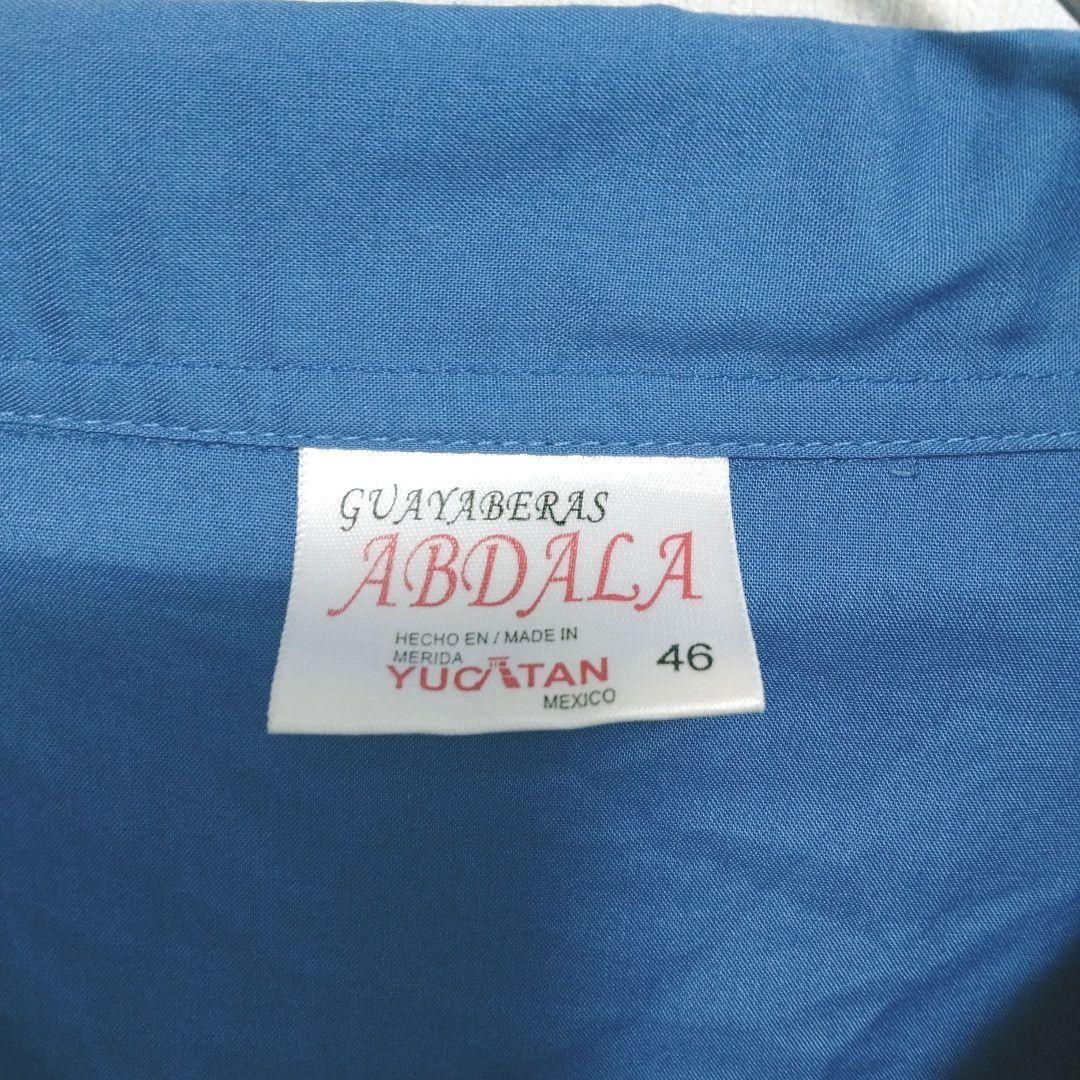 GUAYABERAS
ABDALA
HECHO EN / MADE IN
MERIDA
YUCATAN 46
MEXICO